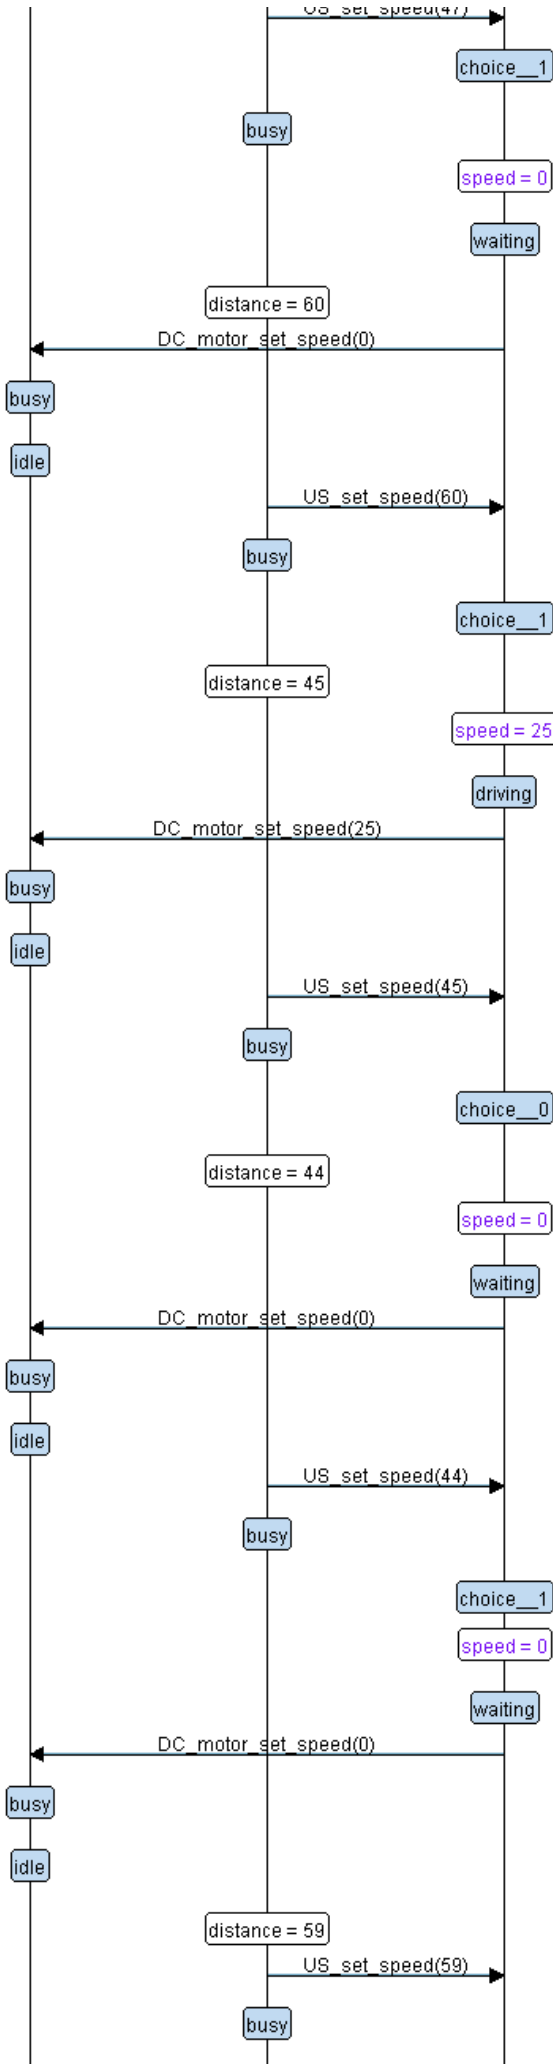 US_set_speed(47)
choice__1
busy
speed = 0
waiting
distance = 60
DC_motor_set_speed(0)
busy
idle
US_set_speed(60)
busy
choice__1
distance = 45
speed = 25
driving
DC_motor_set_speed(25)
busy
idle
US_set_speed(45)
busy
choice__0
distance = 44
speed = 0
waiting
DC_motor_set_speed(0)
busy
idle
US_set_speed(44)
busy
choice__1
speed = 0
waiting
DC_motor_set_speed(0)
busy
idle
distance = 59
US_set_speed(59)
busy